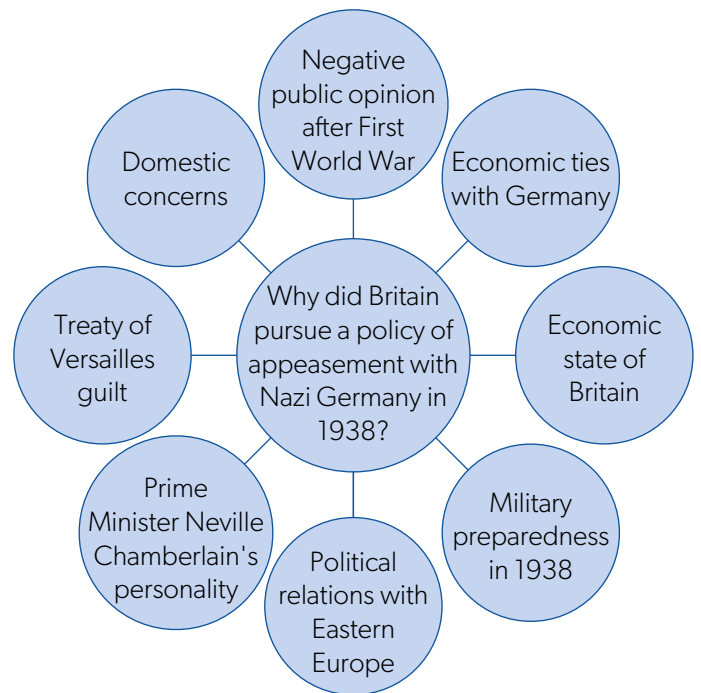 Negative
public opinion
after First
World War
Economic ties
with Germany
Economic
state of
Britain
Military
preparedness
in 1938
Political
relations with
Eastern
Europe
Prime
Minister Neville
Chamberlain's
personality
Treaty of
Versailles
guilt
Domestic
concerns
Why did Britain
pursue a policy of
appeasement with
Nazi Germany in
1938?